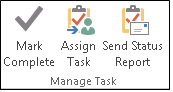 Mark Assign Send Status
Complete Task Report
Manage Task